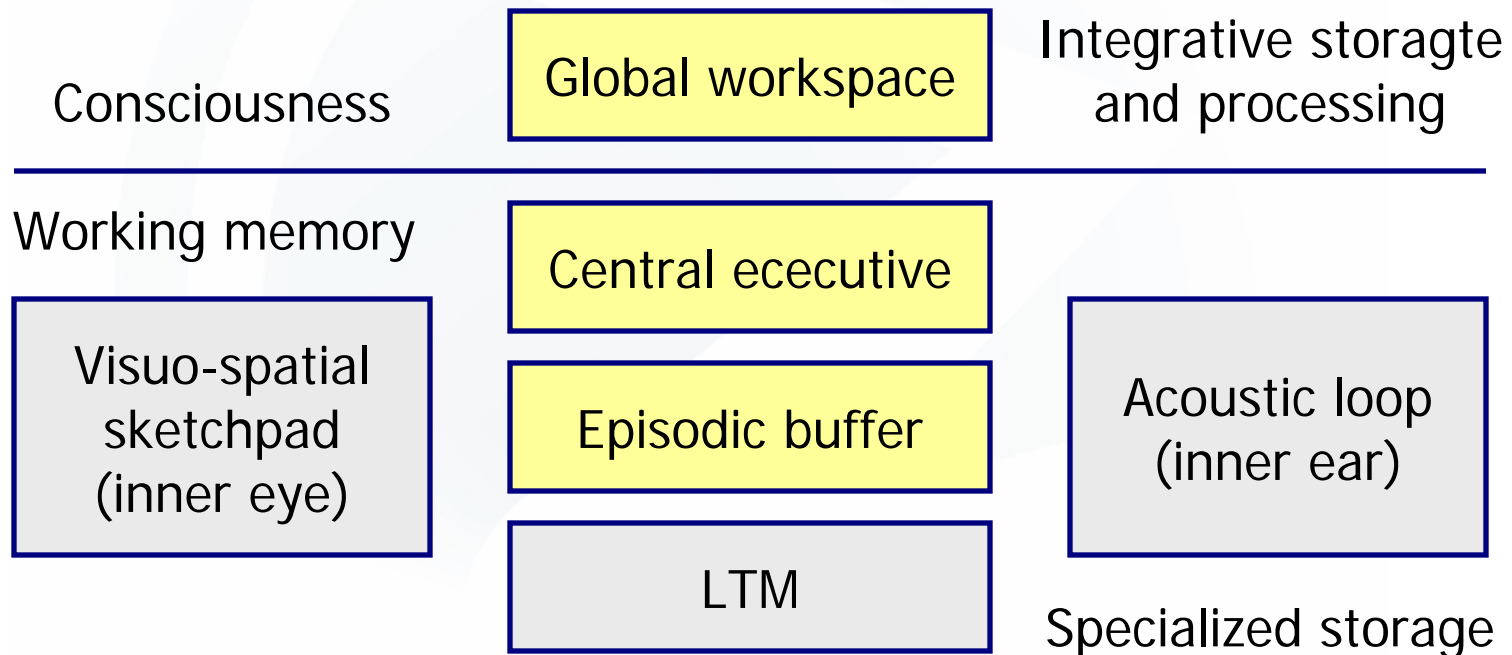 Consciousness
Global workspace
Integrative storagte
and processing
Working memory
Central ececutive
Visuo-spatial
sketchpad
(inner eye)
Episodic buffer
Acoustic loop
(inner ear)
LTM
Specialized storage